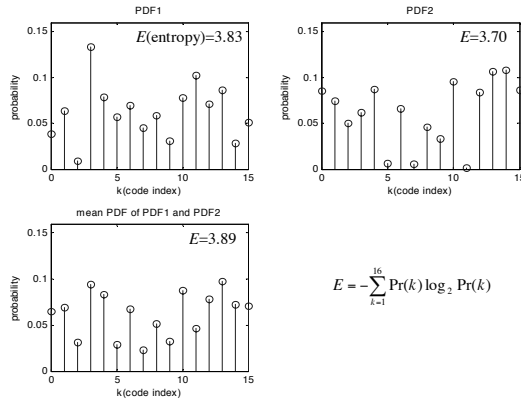 PDF1
E(entropy)=3.83
0.15
0.1
0.05
0
probability
0 5 10 15
k(code index)
PDF2
E=3.70
0.15
0.1
0.05
0
probability
0 5 10 15
k(code index)
mean PDF of PDF1 and PDF2
E=3.89
0.15
0.1
0.05
0
probability
0 5 10 15
k(code index)
E = -∑_{k=1}^{16} Pr(k) log₂ Pr(k)